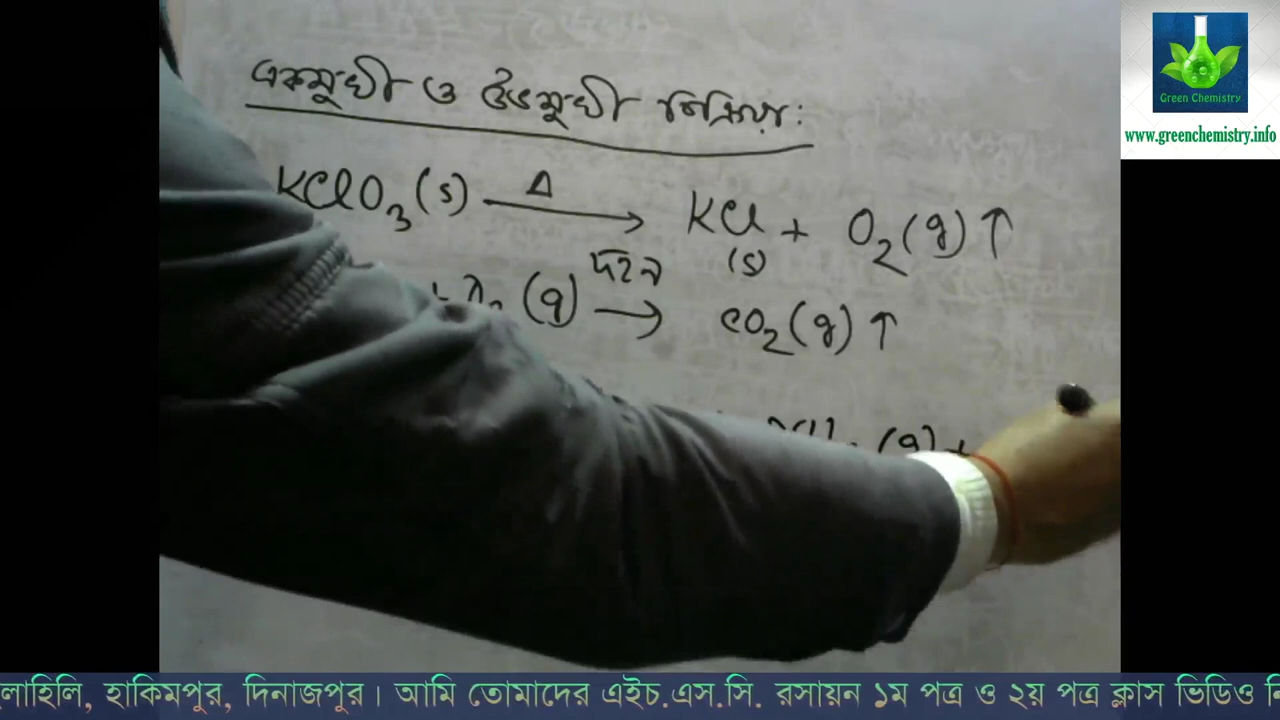 একমুখী ও উভমুখী বিক্রিয়া:
KClO3(s) Δ→ KCl(s) + O2(g)↑
O2(g) দহন→ CO2(g)↑
(g) +
Green Chemistry
www.greenchemistry.info
লাহিলি, হাকিমপুর, দিনাজপুর। আমি তোমাদের এইচ.এস.সি. রসায়ন ১ম পত্র ও ২য় পত্র ক্লাস ভিডিও